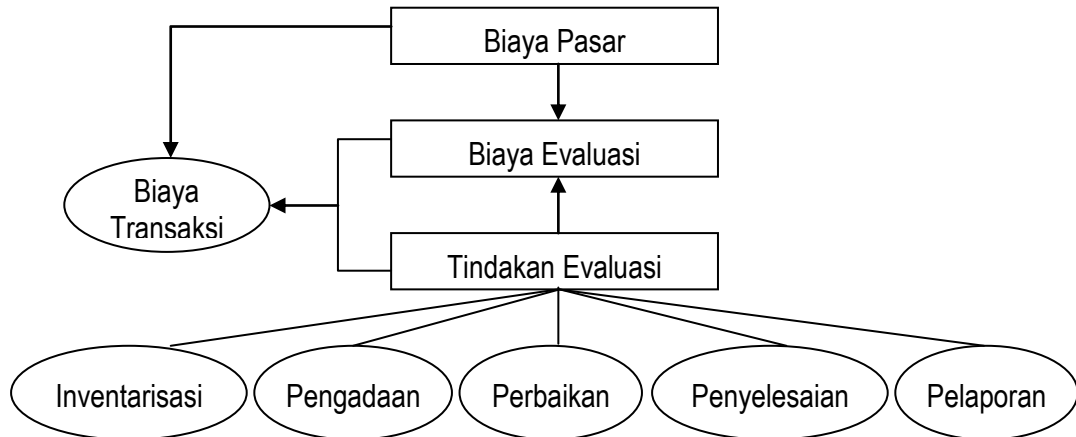 Biaya Pasar
Biaya Evaluasi
Biaya
Transaksi
Tindakan Evaluasi
Inventarisasi
Pengadaan
Perbaikan
Penyelesaian
Pelaporan